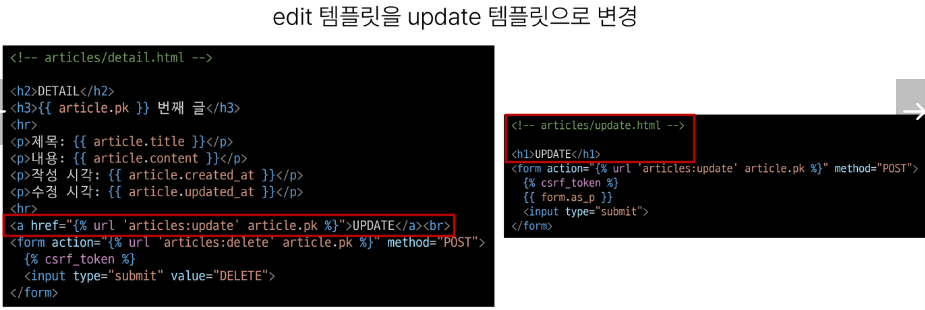 edit 템플릿을 update 템플릿으로 변경
<!-- articles/detail.html -->
<h2>DETAIL</h2>
<h3>{{ article.pk }} 번째 글</h3>
<hr>
<p>제목: {{ article.title }}</p>
<p>내용: {{ article.content }}</p>
<p>작성 시각: {{ article.created_at }}</p>
<p>수정 시각: {{ article.updated_at }}</p>
<hr>
<a href="{% url 'articles:update' article.pk %}">UPDATE</a><br>
<form action="{% url 'articles:delete' article.pk %}" method="POST">
  {% csrf_token %}
  <input type="submit" value="DELETE">
</form>
<!-- articles/update.html -->
<h1>UPDATE</h1>
<form action="{% url 'articles:update' article.pk %}" method="POST">
  {% csrf_token %}
  {{ form.as_p }}
  <input type="submit">
</form>